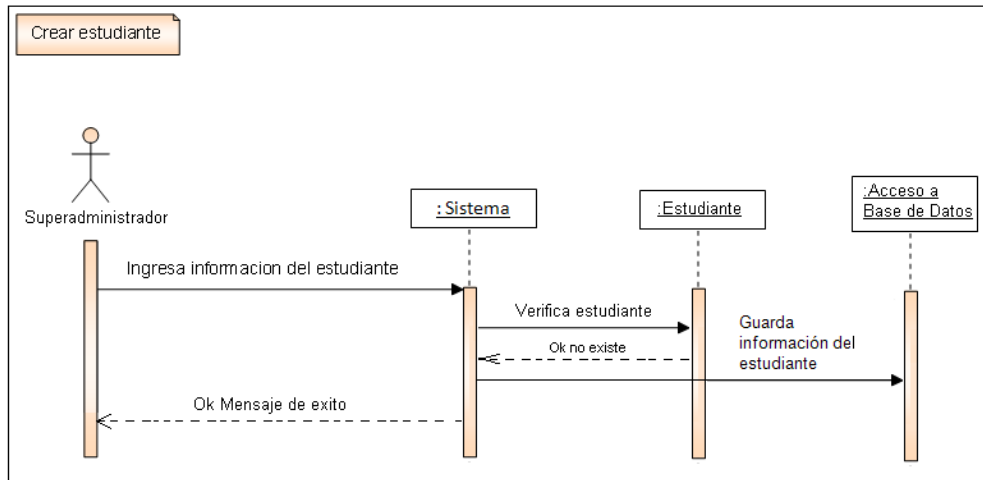 Crear estudiante
Superadministrador
: Sistema
:Estudiante
:Acceso a
Base de Datos
Ingresa informacion del estudiante
Verifica estudiante
Ok no existe
Guarda
información del
estudiante
Ok Mensaje de exito